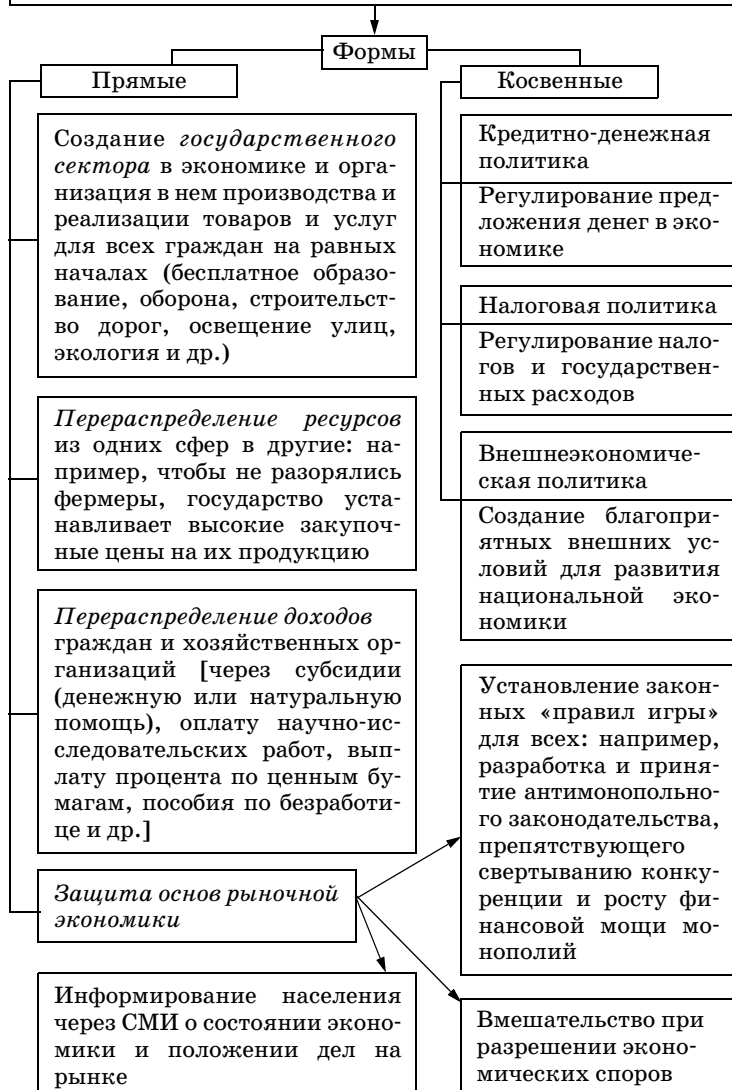 Формы
Прямые
Создание государственного
сектора в экономике и орга-
низация в нем производства и
реализации товаров и услуг
для всех граждан на равных
началах (бесплатное образо-
вание, оборона, строительст-
во дорог, освещение улиц,
экология и др.)
Перераспределение ресурсов
из одних сфер в другие: на-
пример, чтобы не разорялись
фермеры, государство уста-
навливает высокие закупоч-
ные цены на их продукцию
Перераспределение доходов
граждан и хозяйственных ор-
ганизаций [через субсидии
(денежную или натуральную
помощь), оплату научно-ис-
следовательских работ, вып-
лату процента по ценным бу-
магам, пособия по безработи-
це и др.]
Защита основ рыночной
экономики
Информирование населения
через СМИ о состоянии эконо-
мики и положении дел на
рынке
Косвенные
Кредитно-денежная
политика
Регулирование пред-
ложения денег в эко-
номике
Налоговая политика
Регулирование нало-
гов и государствен-
ных расходов
Внешнеэкономиче-
ская политика
Создание благопри-
ятных внешних ус-
ловий для развития
национальной эко-
номики
Установление закон-
ных «правил игры»
для всех: например,
разработка и приня-
тие антимонопольно-
го законодательства,
препятствующего
свертыванию конку-
ренции и росту фи-
нансовой мощи мо-
нополий
Вмешательство при
разрешении эконо-
мических споров